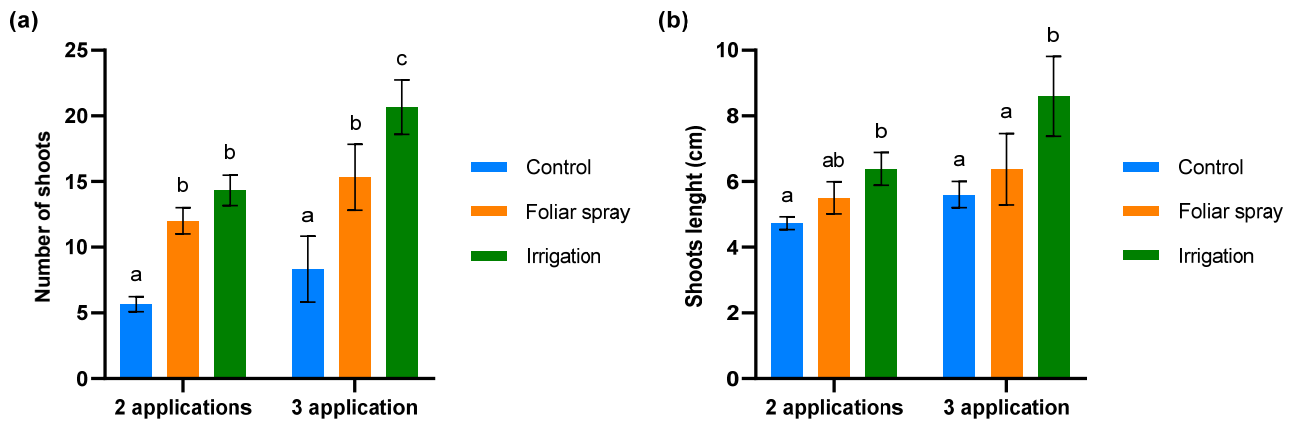 (a)
Number of shoots
25
20
15
10
5
0
a
b
b
a
b
c
2 applications
3 application
Control
Foliar spray
Irrigation
(b)
Shoots lenght (cm)
10
8
6
4
2
0
a
ab
b
a
a
b
2 applications
3 application
Control
Foliar spray
Irrigation